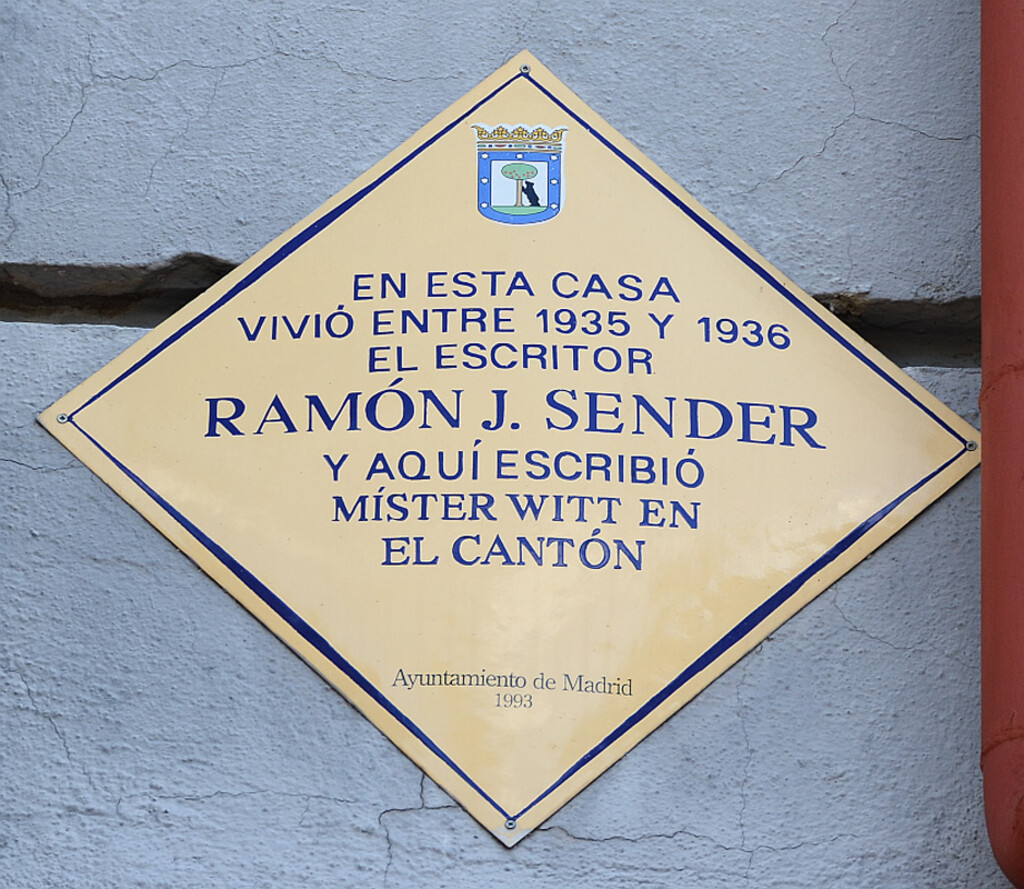 EN ESTA CASA
VIVIÓ ENTRE 1935 Y 1936
EL ESCRITOR
RAMÓN J. SENDER
Y AQUÍ ESCRIBIÓ
MÍSTER WITT EN
EL CANTÓN
Ayuntamiento de Madrid
1993